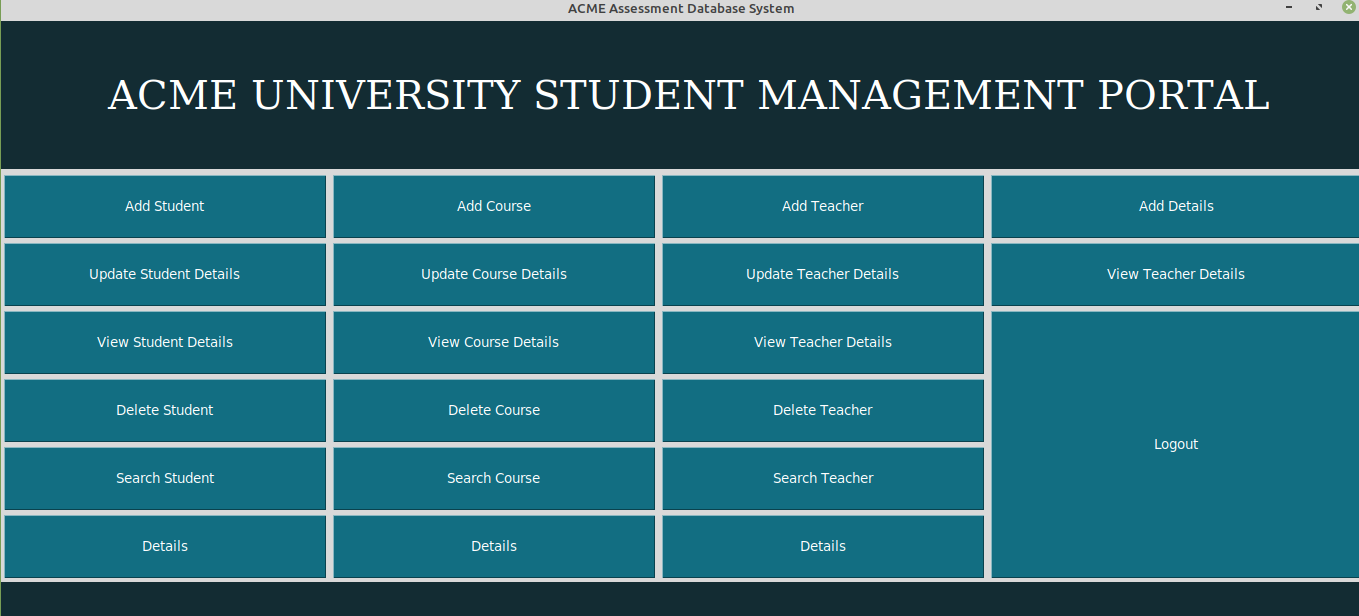 ACME Assessment Database System
ACME UNIVERSITY STUDENT MANAGEMENT PORTAL
Add Student Add Course Add Teacher Add Details
Update Student Details Update Course Details Update Teacher Details View Teacher Details
View Student Details View Course Details View Teacher Details
Delete Student Delete Course Delete Teacher
Logout
Search Student Search Course Search Teacher
Details Details Details